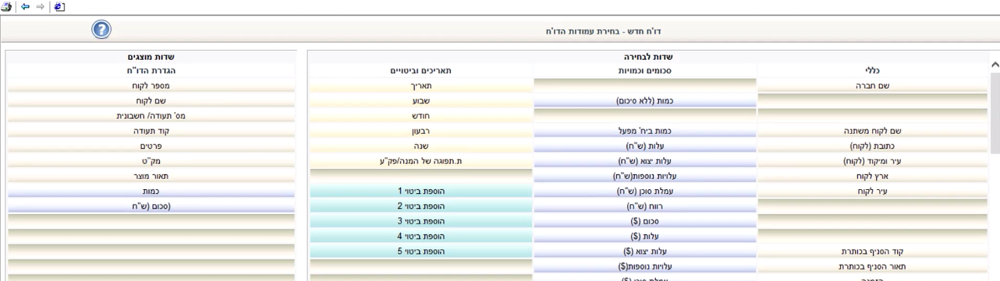 דו'ח חדש - בחירת עמודות הדו'ח
שדות לבחירה
כללי
שם חברה
שם לקוח משתנה
כתובת (לקוח)
עיר ומיקוד (לקוח)
ארץ לקוח
עיר לקוח
קוד הסניף בכותרת
תאור הסניף בכותרת
סכומים וכמויות
כמות (ללא סיכום)
כמות ביח' מפעל
עלות (ש"ח)
עלות יצוא (ש"ח)
עלויות נוספות(ש"ח)
עמלת סוכן (ש"ח)
רווח (ש"ח)
סכום ($)
עלות ($)
עלות יצוא ($)
עלויות נוספות($)
תאריכים וביטויים
תאריך
שבוע
חודש
רבעון
שנה
ת.תפוגה של המנה/פק"ע
הוספת ביטוי 1
הוספת ביטוי 2
הוספת ביטוי 3
הוספת ביטוי 4
הוספת ביטוי 5
שדות מוצגים
הגדרת הדו"ח
מספר לקוח
שם לקוח
מס' תעודה/ חשבונית
קוד תעודה
פרטים
מק"ט
תאור מוצר
כמות
(סכום (ש"ח